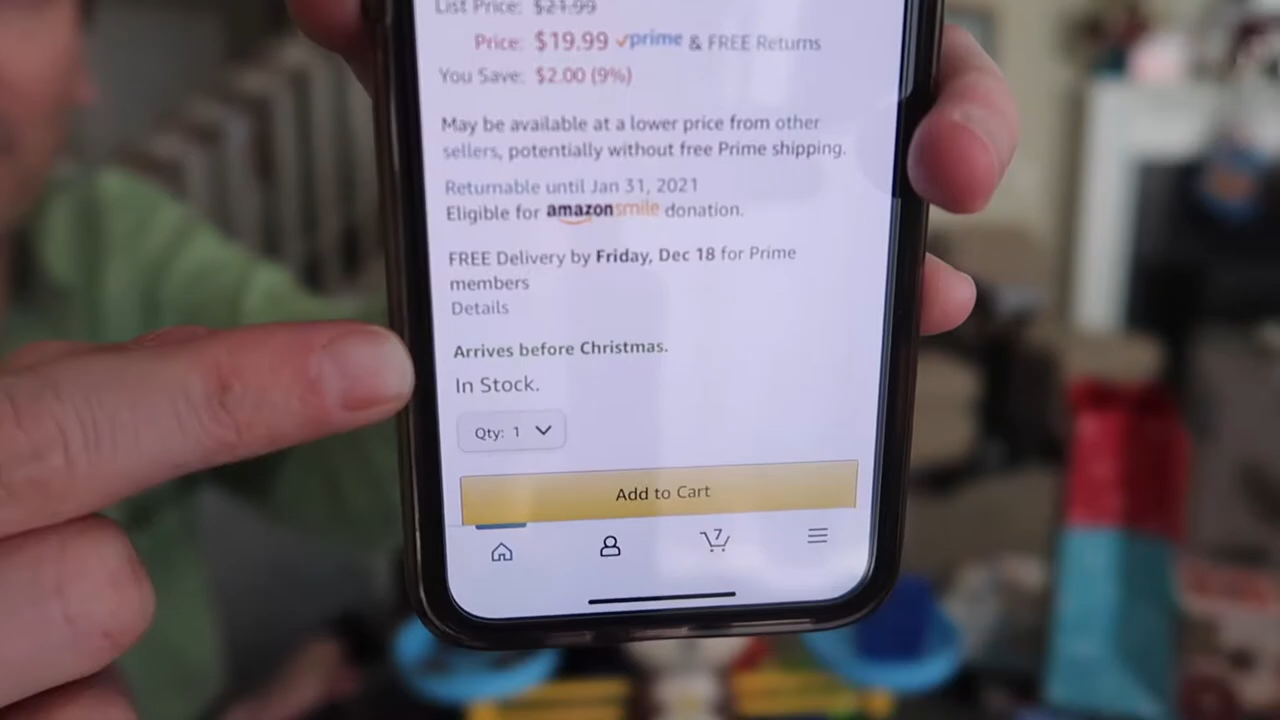 List Price: $21.99
Price: $19.99 prime & FREE Returns
You Save: $2.00 (9%)
May be available at a lower price from other
sellers, potentially without free Prime shipping.
Returnable until Jan 31, 2021
Eligible for amazonsmile donation.
FREE Delivery by Friday, Dec 18 for Prime
members
Details
Arrives before Christmas.
In Stock.
Qty: 1
Add to Cart
7